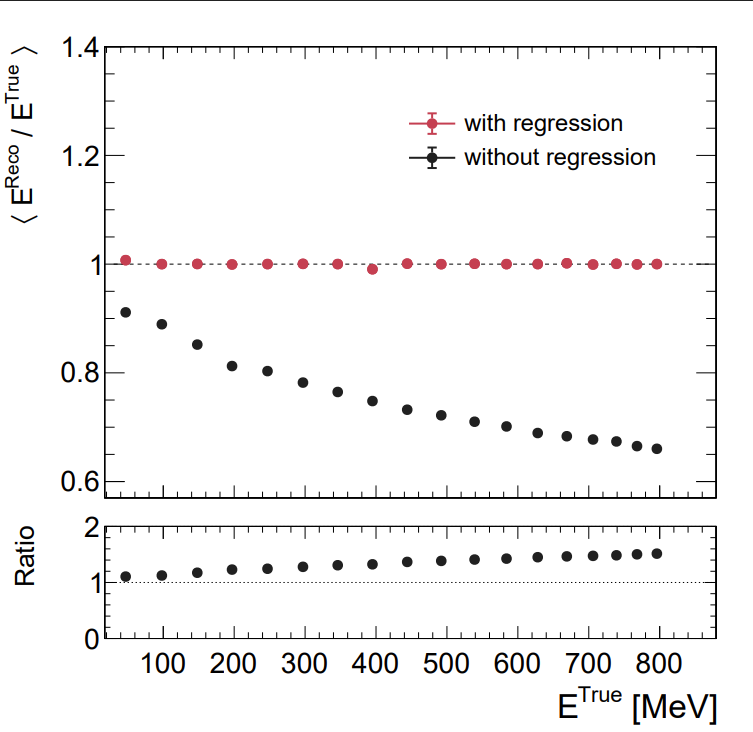 ⟨ E^Reco / E^True ⟩
1.4
1.2
1
0.8
0.6
with regression
without regression
Ratio
2
1
0
100 200 300 400 500 600 700 800
E^True [MeV]